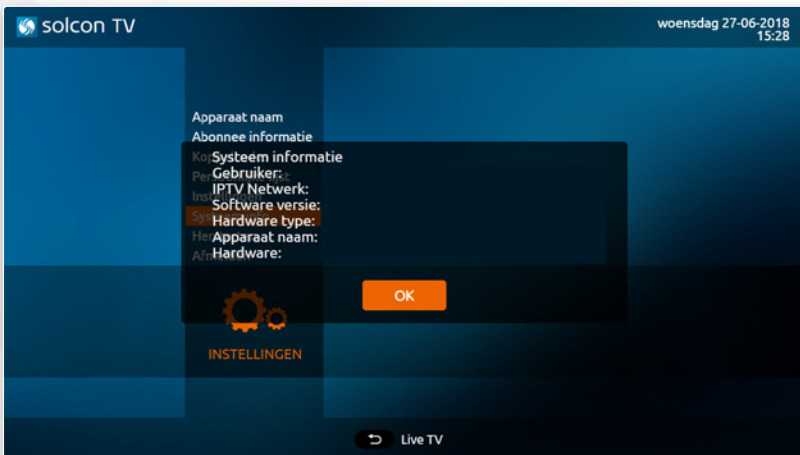 solcon TV
woensdag 27-06-2018
15:28
Apparaat naam
Abonnee informatie
Systeem informatie
Gebruiker:
IPTV Netwerk:
Software versie:
Hardware type:
Apparaat naam:
Hardware:
OK
INSTELLINGEN
Live TV